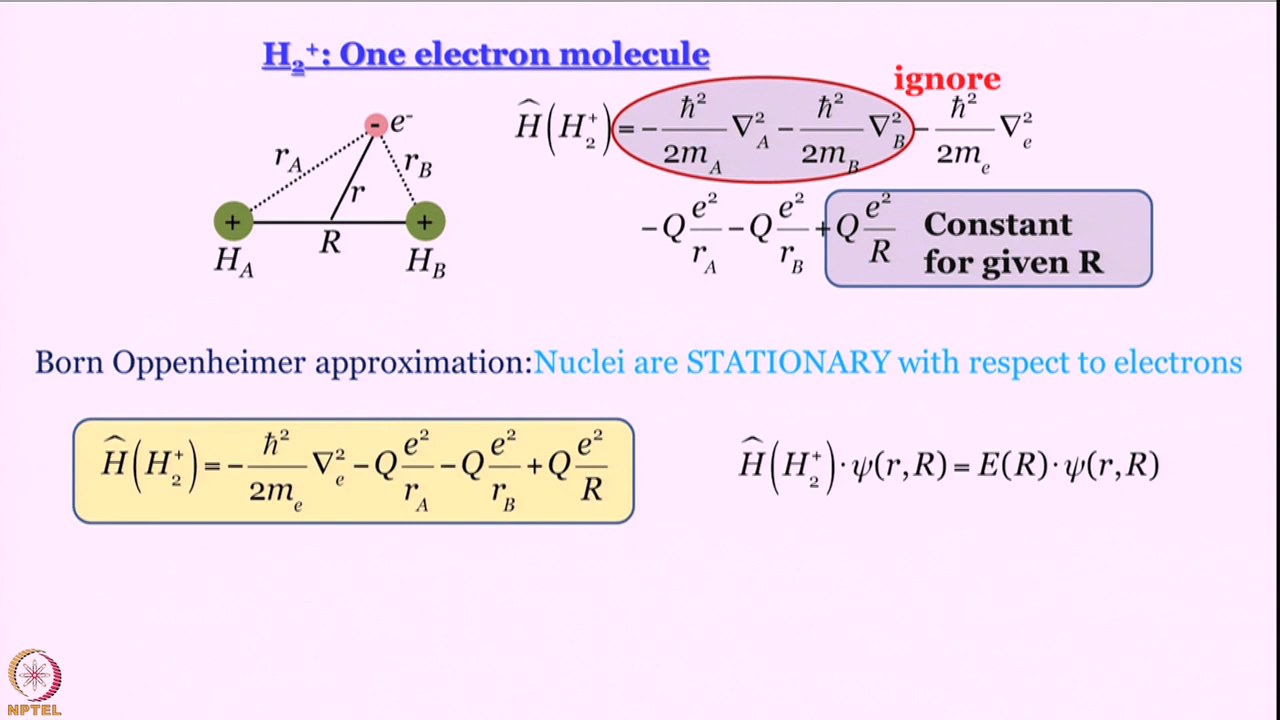 H₂⁺: One electron molecule
ignore
Ĥ(H₂⁺) = −ħ²/2m_A ∇²_A − ħ²/2m_B ∇²_B − ħ²/2m_e ∇²_e
−Q e²/r_A − Q e²/r_B + Q e²/R Constant for given R
e⁻
r_A r_B
r
+ - +
R
H_A H_B
Born Oppenheimer approximation:Nuclei are STATIONARY with respect to electrons
Ĥ(H₂⁺) = −ħ²/2m_e ∇²_e − Q e²/r_A − Q e²/r_B + Q e²/R
Ĥ(H₂⁺)·ψ(r,R) = E(R)·ψ(r,R)
NPTEL